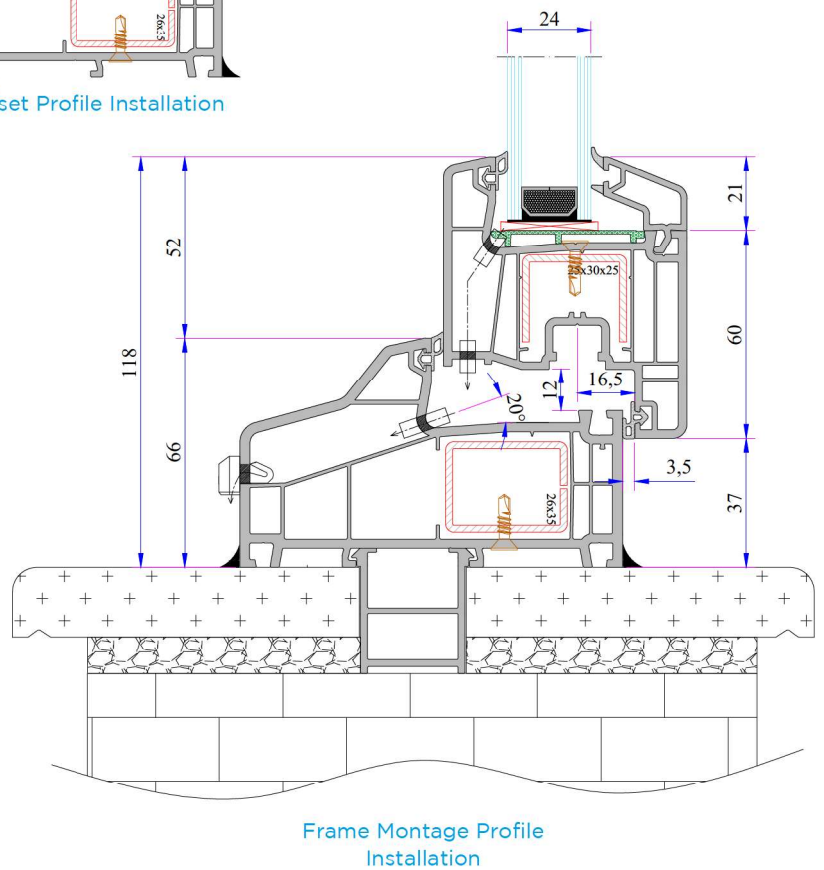 26x35
set Profile Installation
24
52
118
66
21
25x30x25
60
12
16,5
20°
3,5
26x35
37
Frame Montage Profile
Installation